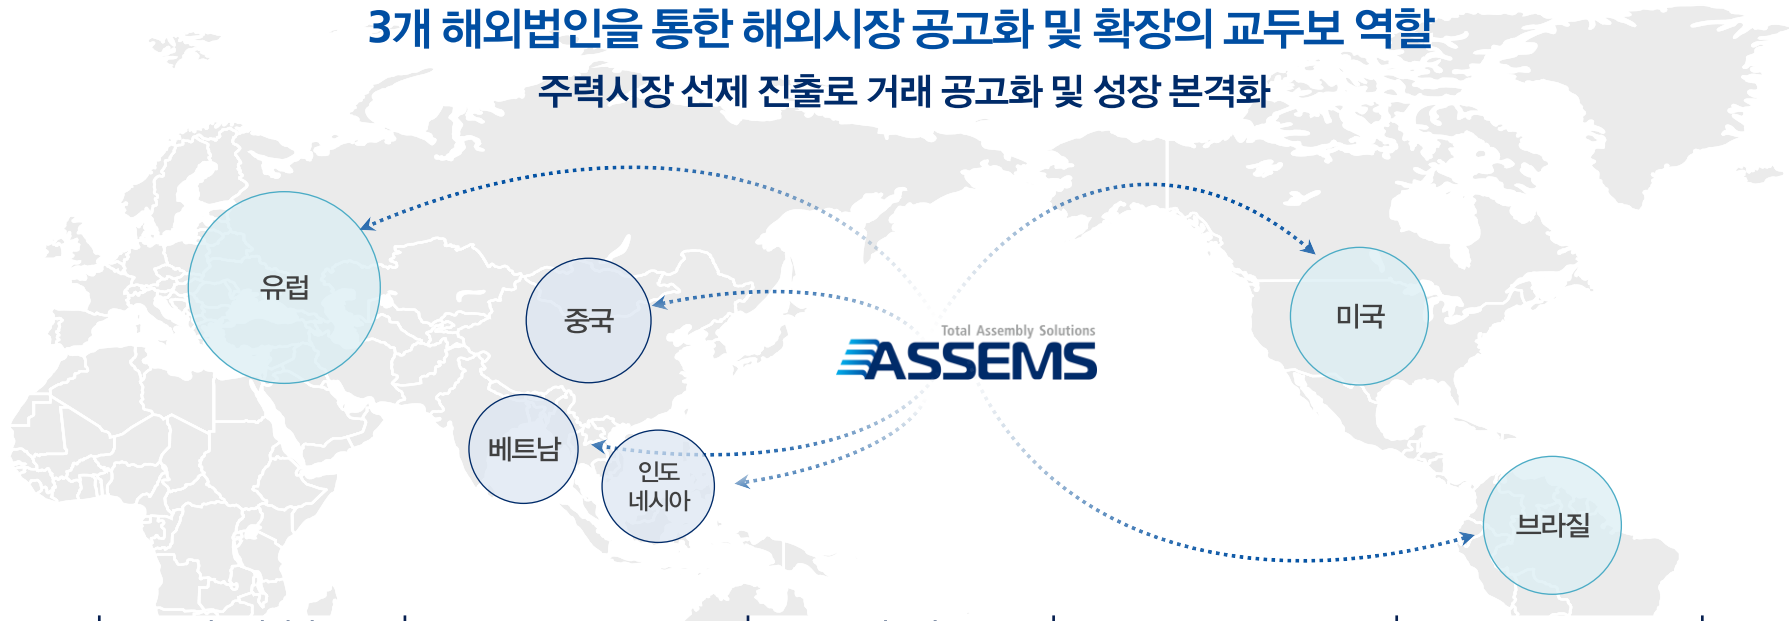 3개 해외법인을 통한 해외시장 공고화 및 확장의 교두보 역할
주력시장 선제 진출로 거래 공고화 및 성장 본격화
유럽
중국
Total Assembly Solutions
ASSEMS
미국
베트남
인도
네시아
브라질